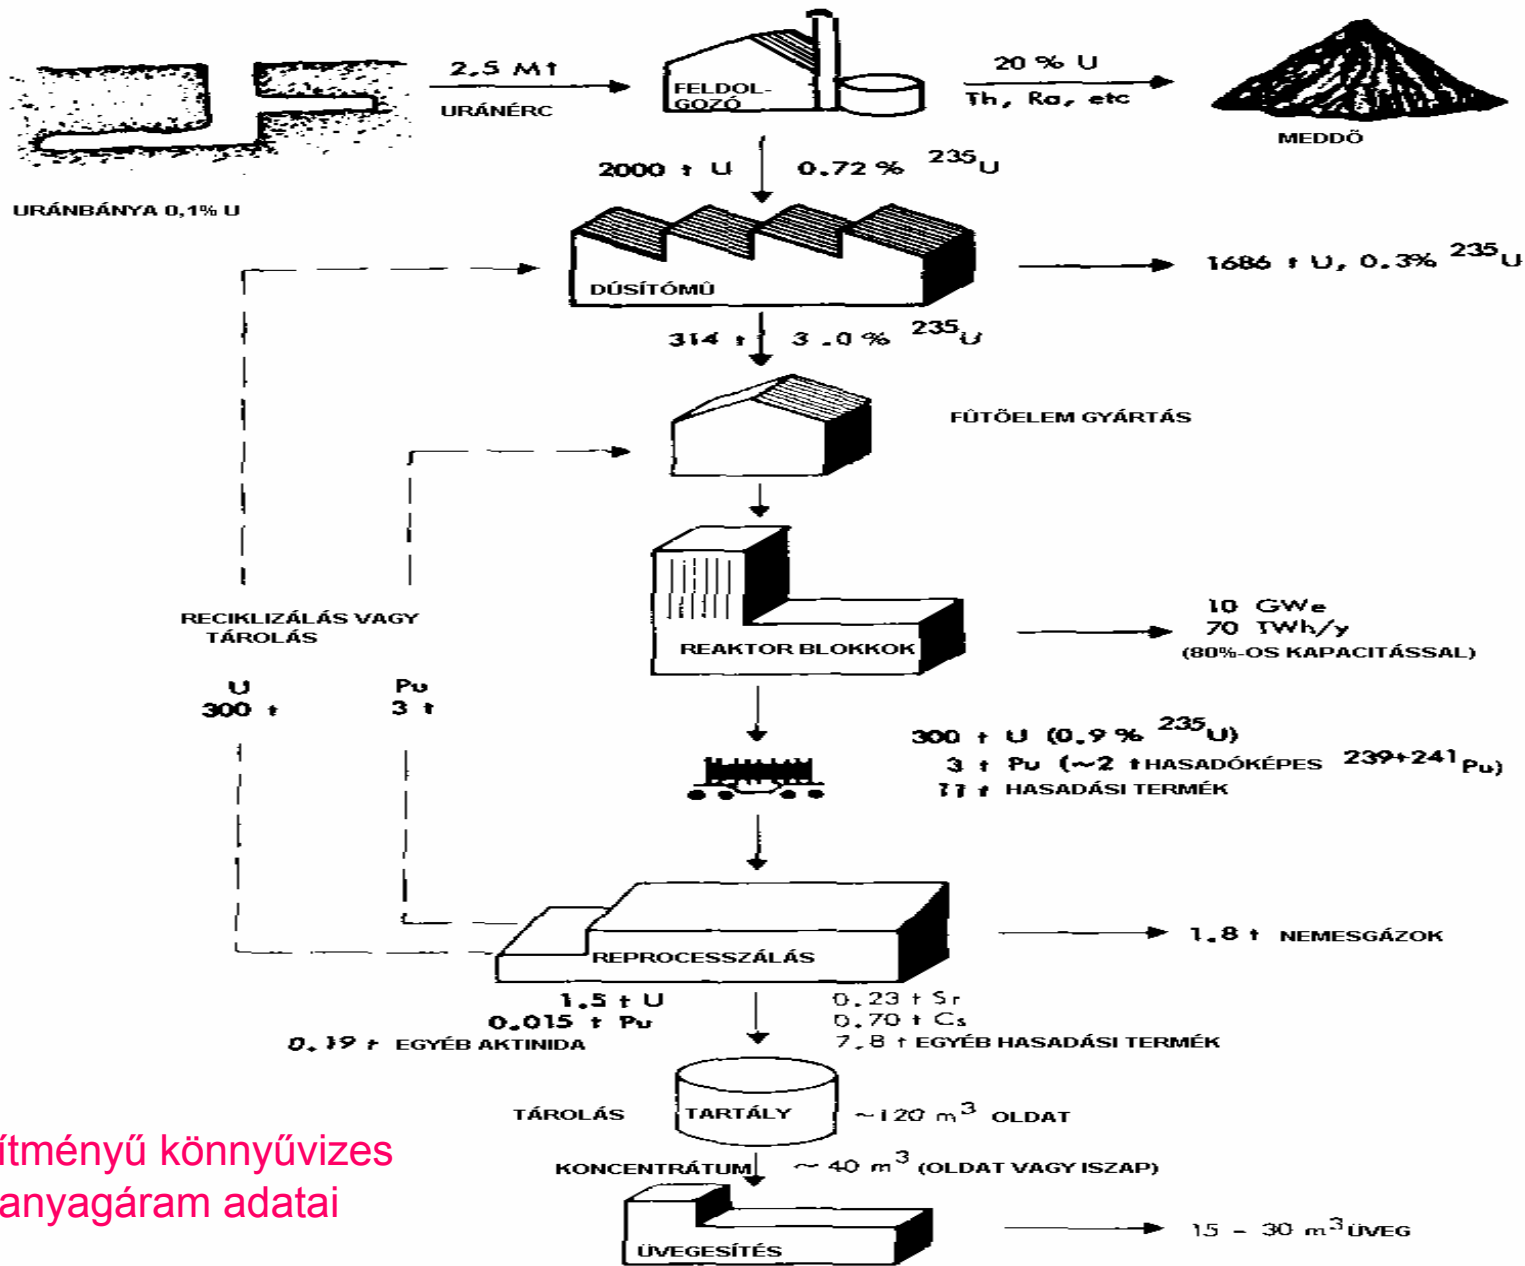 2,5 Mt
URÁNÉRC
FELDOL-
GOZÓ
20 % U
Th, Ra, etc
MEDDÕ
URÁNBÁNYA 0,1% U
2000 t U 0.72 % 235U
DÚSÍTÓMÛ
1686 t U, 0.3% 235U
314 t 3.0 % 235U
FÛTÕELEM GYÁRTÁS
RECIKLIZÁLÁS VAGY
TÁROLÁS
REAKTOR BLOKKOK
10 GWe
70 TWh/y
(80%-OS KAPACITÁSSAL)
U
300 t
Pu
3 t
300 t U (0.9 % 235U)
3 t Pu (~2 t HASADÓKÉPES 239+241Pu)
11 t HASADÁSI TERMÉK
REPROCESSZÁLÁS
1.8 t NEMESGÁZOK
1.5 t U
0.015 t Pu
0.19 t EGYÉB AKTINIDA
0.23 t Sr
0.70 t Cs
7.8 t EGYÉB HASADÁSI TERMÉK
TÁROLÁS
TARTÁLY
~120 m3 OLDAT
KONCENTRÁTUM
~ 40 m3 (OLDAT VAGY ISZAP)
ÜVEGESÍTÉS
15 - 30 m3 ÜVEG
ítményű könnyűvizes
anyagáram adatai